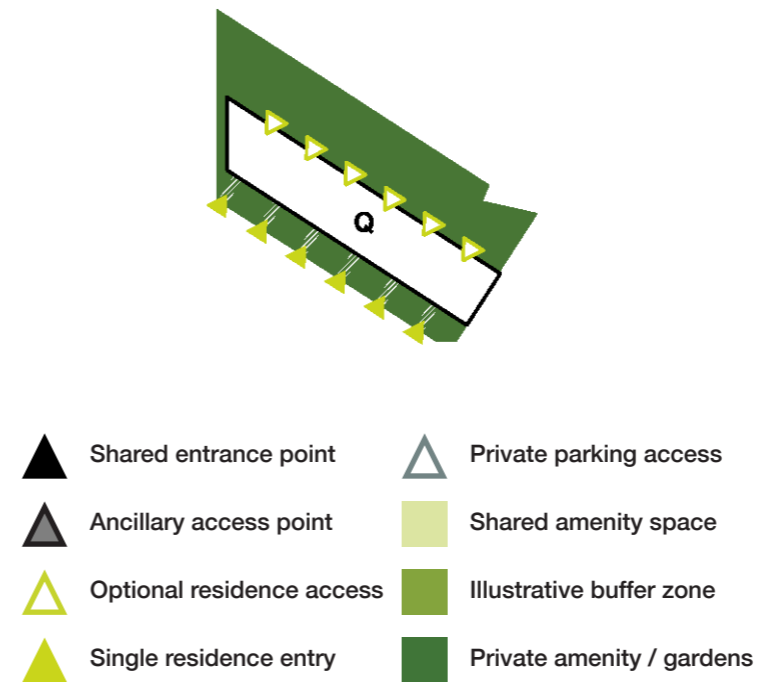 Q
Shared entrance point
Private parking access
Ancillary access point
Shared amenity space
Optional residence access
Illustrative buffer zone
Single residence entry
Private amenity / gardens